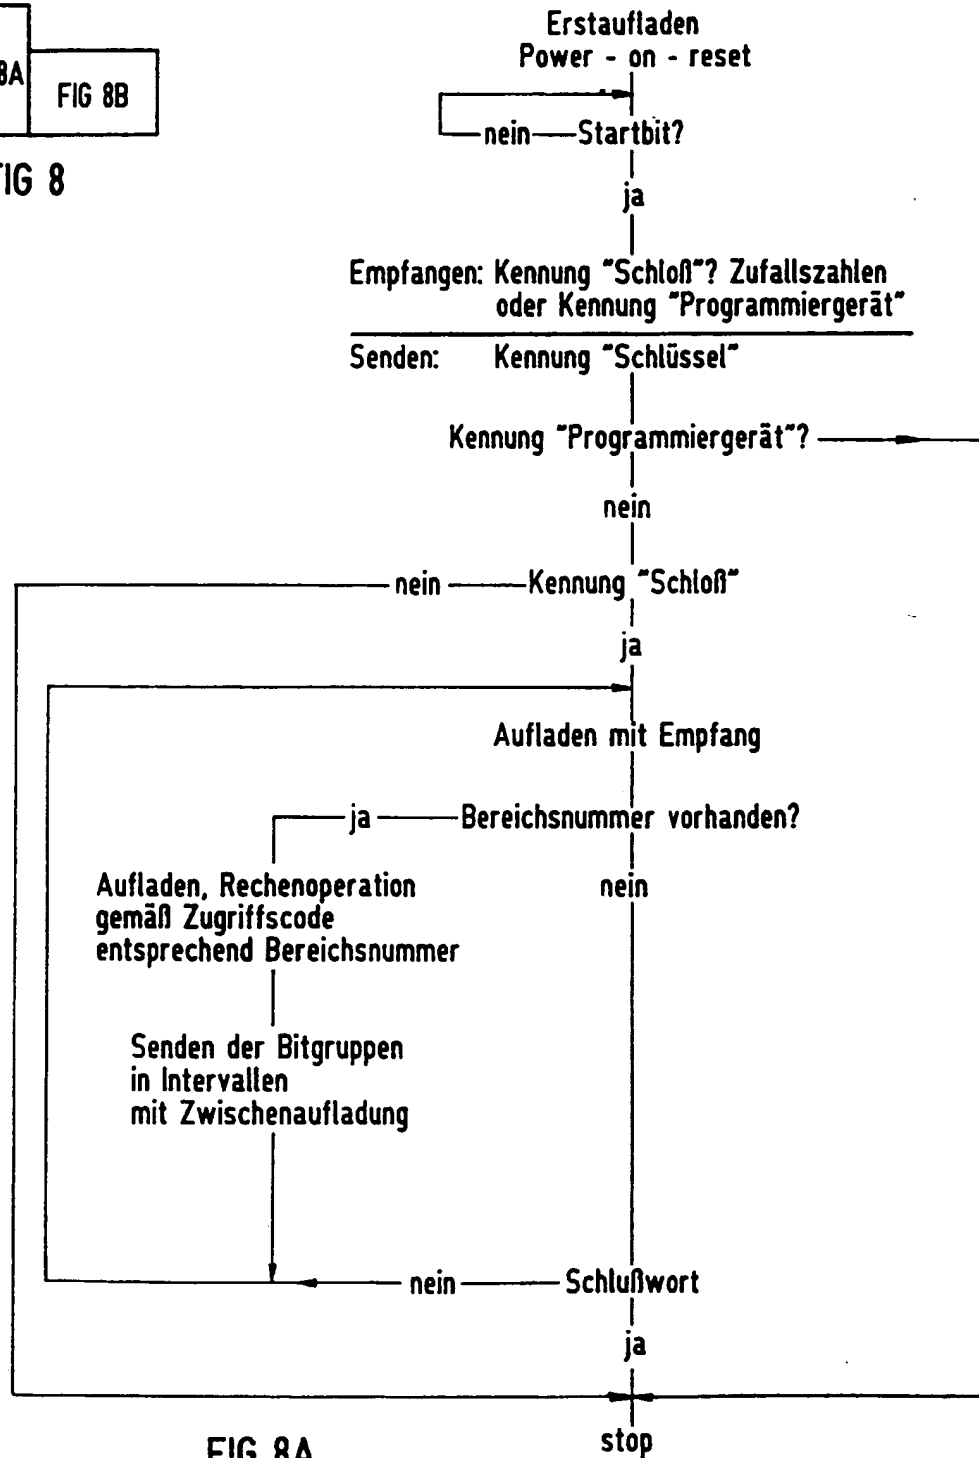 8A
FIG 8B
FIG 8
Erstaufladen
Power - on - reset
nein
Startbit?
ja
Empfangen: Kennung "Schloß"? Zufallszahlen
oder Kennung "Programmiergerät"
Senden: Kennung "Schlüssel"
Kennung "Programmiergerät"?
nein
nein
Kennung "Schloß"
ja
Aufladen mit Empfang
ja
Bereichsnummer vorhanden?
Aufladen, Rechenoperation
gemäß Zugriffscode
entsprechend Bereichsnummer
nein
Senden der Bitgruppen
in Intervallen
mit Zwischenaufladung
nein
Schlußwort
ja
stop
FIG 8A